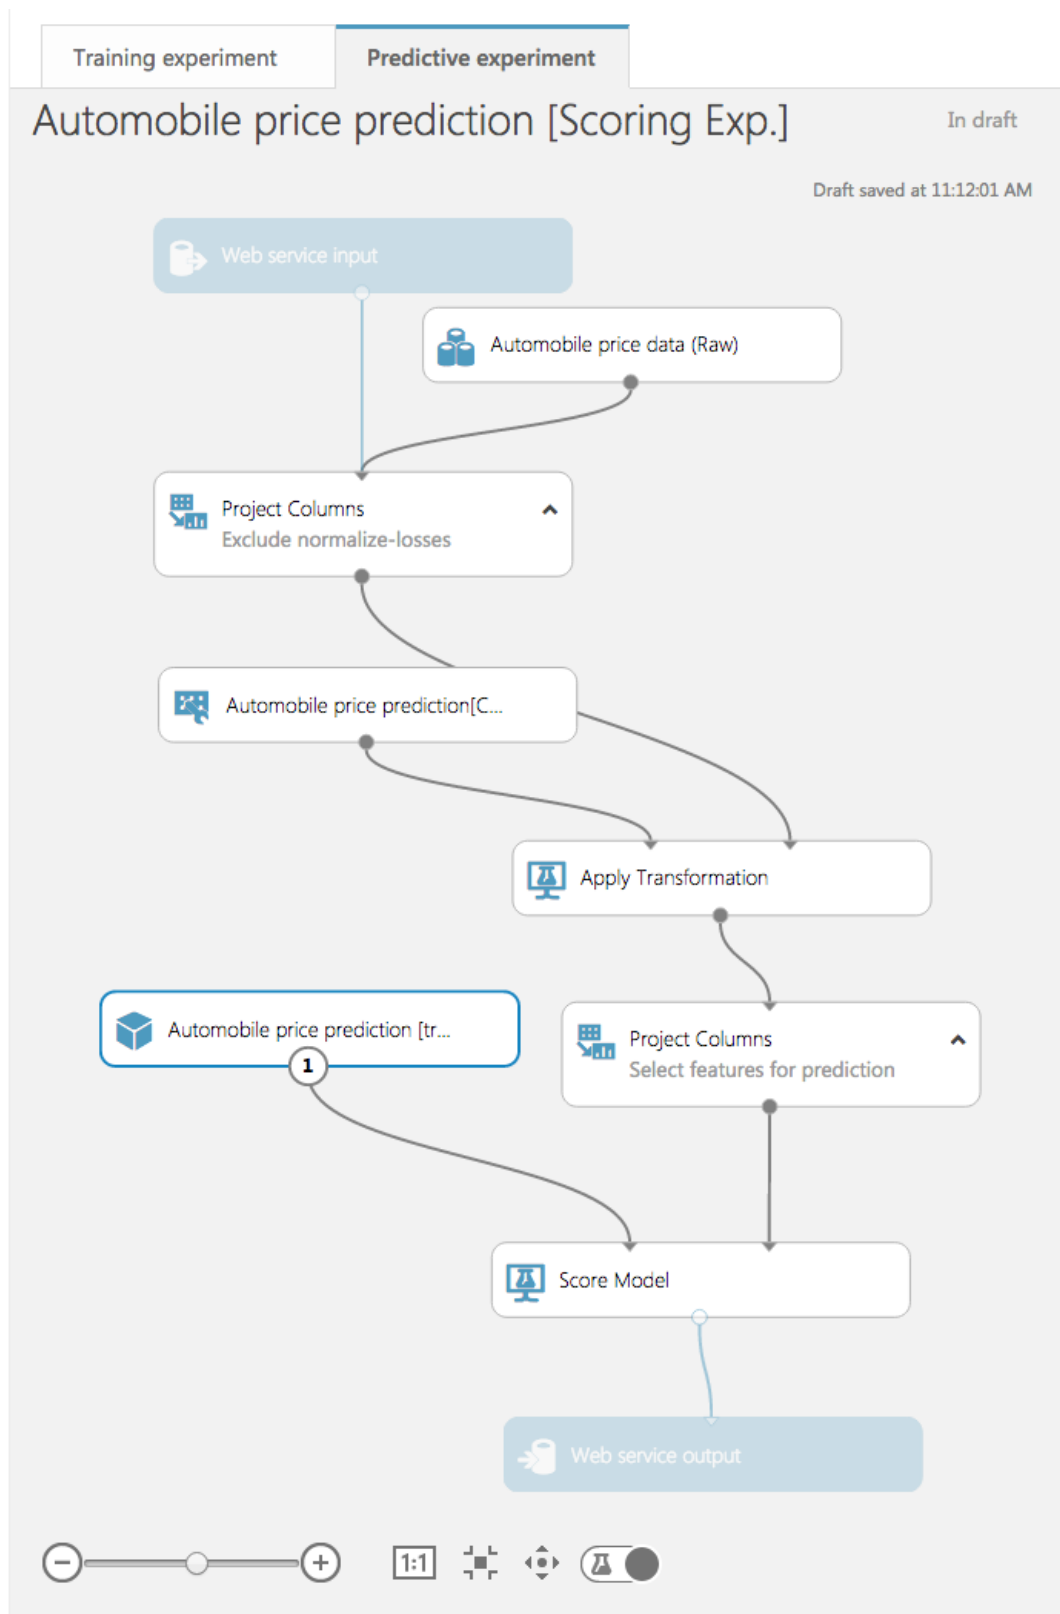 Training experiment
Predictive experiment
Automobile price prediction [Scoring Exp.]
In draft
Draft saved at 11:12:01 AM
Web service input
Automobile price data (Raw)
Project Columns
Exclude normalize-losses
Automobile price prediction[C...
Apply Transformation
Automobile price prediction [tr...
1
Project Columns
Select features for prediction
Score Model
Web service output
1:1